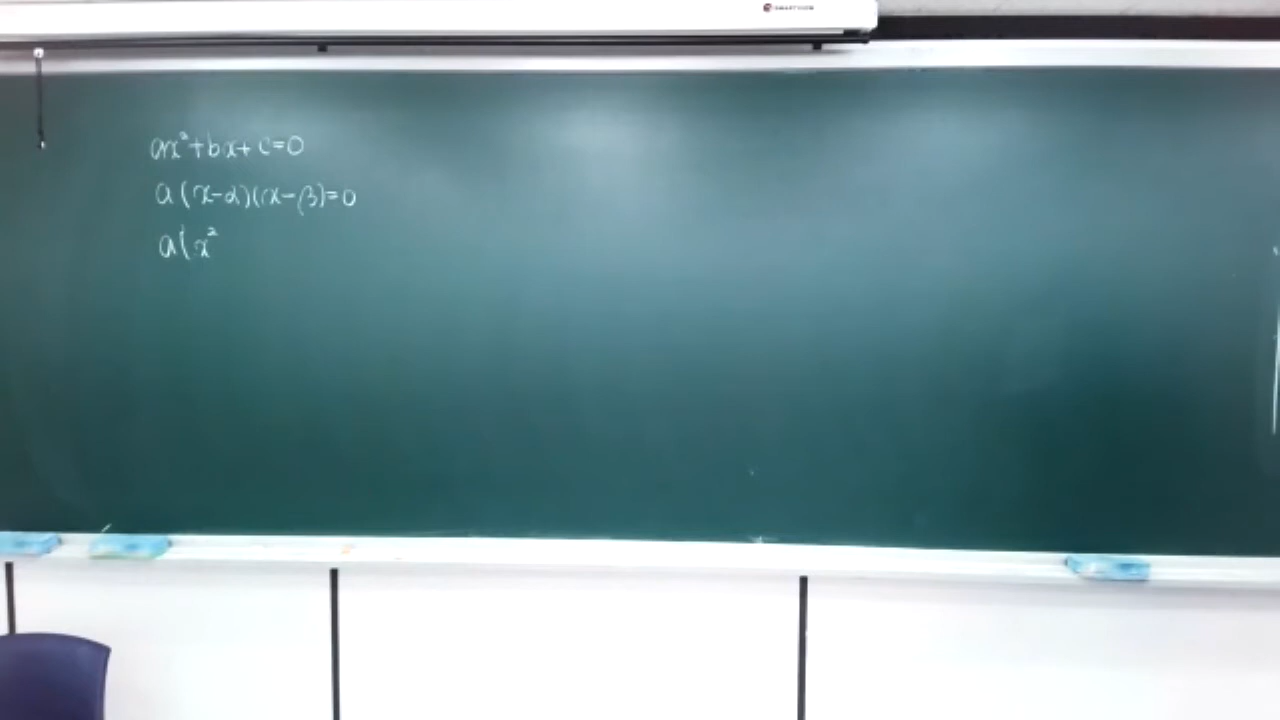 ax²+bx+c=0
a(x-α)(x-β)=0
a(x²